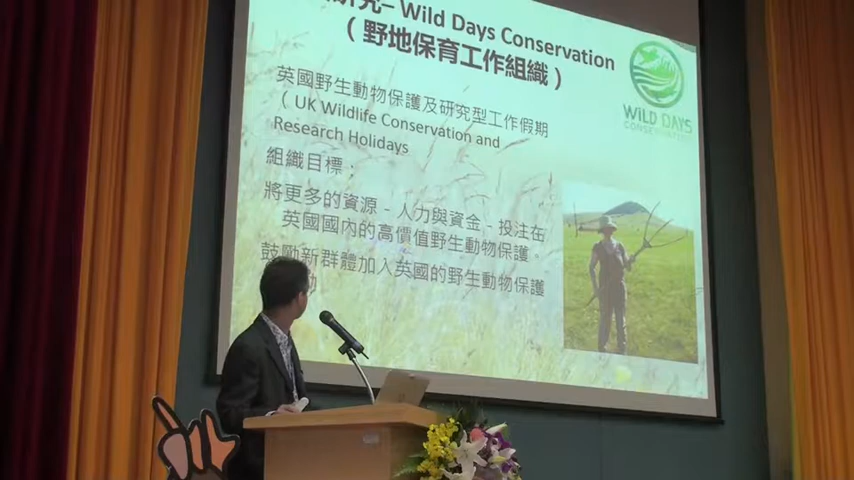 研究–Wild Days Conservation
（野地保育工作組織）
WiLD DAYS
CONSERVATION
英國野生動物保護及研究型工作假期
（UK Wildlife Conservation and
Research Holidays
組織目標：
將更多的資源－人力與資金－投注在
英國國內的高價值野生動物保護。
鼓勵新群體加入英國的野生動物保護
動